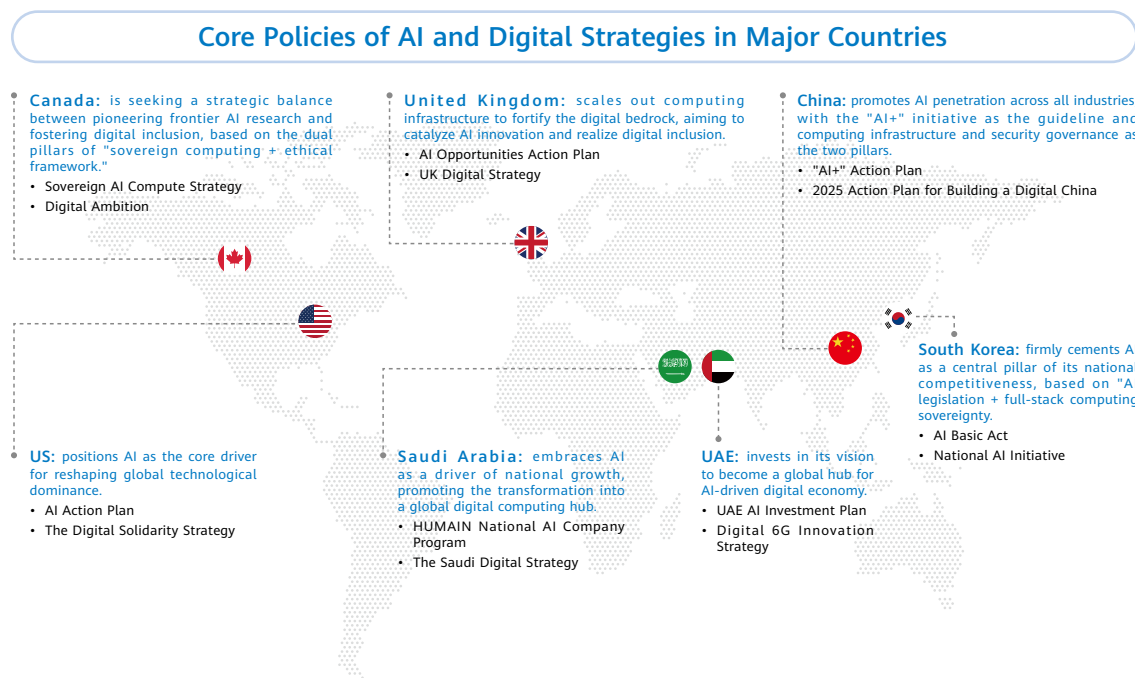 Core Policies of AI and Digital Strategies in Major Countries
Canada: is seeking a strategic balance
between pioneering frontier AI research and
fostering digital inclusion, based on the dual
pillars of "sovereign computing + ethical
framework."
• Sovereign AI Compute Strategy
• Digital Ambition
United Kingdom: scales out computing
infrastructure to fortify the digital bedrock, aiming to
catalyze AI innovation and realize digital inclusion.
• AI Opportunities Action Plan
• UK Digital Strategy
China: promotes AI penetration across all industries
with the "AI+" initiative as the guideline and
computing infrastructure and security governance as
the two pillars.
• "AI+" Action Plan
• 2025 Action Plan for Building a Digital China
South Korea: firmly cements A
as a central pillar of its national
competitiveness, based on "A
legislation + full-stack computing
sovereignty.
• AI Basic Act
• National AI Initiative
US: positions AI as the core driver
for reshaping global technological
dominance.
• AI Action Plan
• The Digital Solidarity Strategy
Saudi Arabia: embraces AI
as a driver of national growth,
promoting the transformation into
a global digital computing hub.
• HUMAIN National AI Company
Program
• The Saudi Digital Strategy
UAE: invests in its vision
to become a global hub for
AI-driven digital economy.
• UAE AI Investment Plan
• Digital 6G Innovation
Strategy